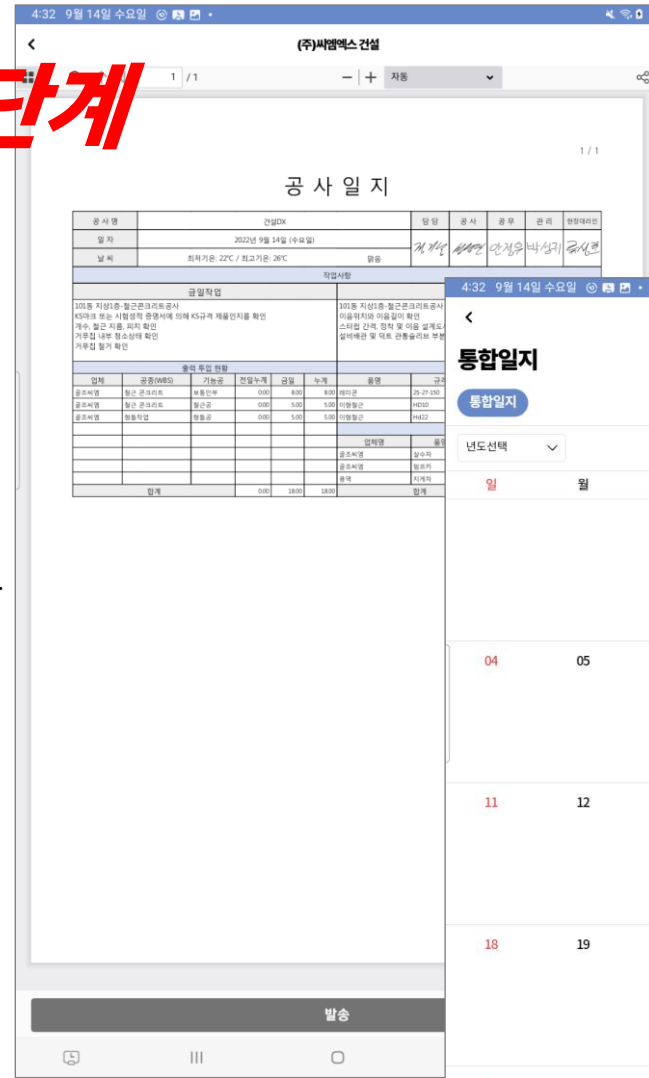 4:32 9월 14일 수요일
(주)씨엠엑스 건설
단계
1 / 1
자동
1 / 1
공 사 일 지
공 사 명 건설DX 담 당 공 사 공 무 관 리 현장대리인
일 자 2022년 9월 14일 (수요일)
날 씨 최저기온: 22℃ / 최고기온: 26℃ 맑음
작업사항
금일작업
101동 지상1층-철근콘크리트공사
KS마크 또는 시험성적 증명서에 의해 KS규격 제품인지를 확인
개수, 철근 지름, 피치 확인
거푸집 내부 청소상태 확인
거푸집 철거 확인
101동 지상1층-철근콘크리트공사
이음위치와 이음길이 확인
스터럽 간격, 정착 및 이음 설계도
설비배관 및 덕트 관통슬리브 부분
출력 투입 현황
업체 공종(WBS) 기능공 전일누계 금일 누계 품명 규격
골조씨엠 철근 콘크리트 보통인부 0.00 8.00 8.00 레미콘 25-27-150
골조씨엠 철근 콘크리트 철근공 0.00 5.00 5.00 이형철근 HD10
골조씨엠 형틀작업 형틀공 0.00 5.00 5.00 이형철근 Hd22
업체명
골조씨엠 살수차
골조씨엠 펌프카
용역 지게차
합계 0.00 18.00 18.00 합계
발송
4:32 9월 14일 수요일
통합일지
통합일지
년도선택
일 월
04 05
11 12
18 19